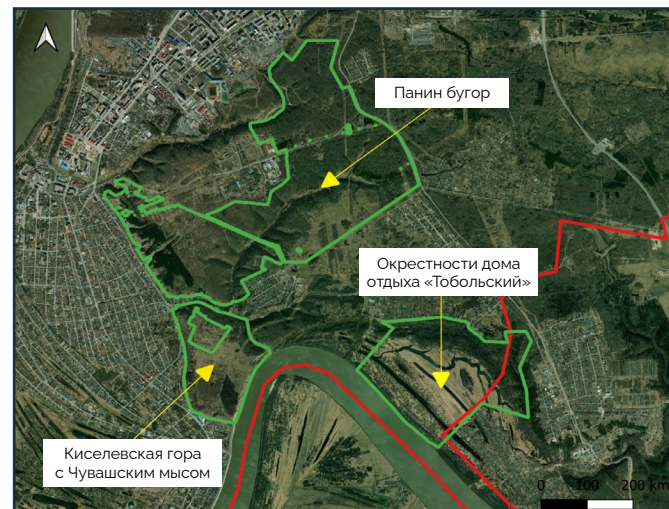 Панин бугор
Окрестности дома
отдыха «Тобольский»
Киселевская гора
с Чувашским мысом
0 100 200 km